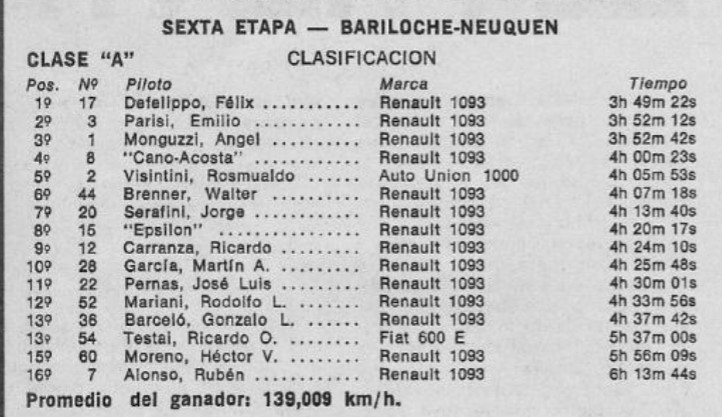 SEXTA ETAPA — BARILOCHE-NEUQUEN
CLASE "A" CLASIFICACION
Pos. Nº Piloto Marca Tiempo
1º 17 Defelippo, Félix ........... Renault 1093 3h 49m 22s
2º 3 Parisi, Emilio ............ Renault 1093 3h 52m 12s
3º 1 Monguzzi, Angel .......... Renault 1093 3h 52m 42s
4º 8 "Cano-Acosta" ............ Renault 1093 4h 00m 23s
5º 2 Visintini, Rosmualdo ...... Auto Union 1000 4h 05m 53s
6º 44 Brenner, Walter .......... Renault 1093 4h 07m 18s
7º 20 Serafini, Jorge ............ Renault 1093 4h 13m 40s
8º 15 "Epsilon" ................ Renault 1093 4h 20m 17s
9º 12 Carranza, Ricardo ......... Renault 1093 4h 24m 10s
10º 28 García, Martín A. ......... Renault 1093 4h 25m 48s
11º 22 Pernas, José Luis ......... Renault 1093 4h 30m 01s
12º 52 Mariani, Rodolfo L. ....... Renault 1093 4h 33m 56s
13º 36 Barceló, Gonzalo L. ...... Renault 1093 4h 37m 42s
13º 54 Testai, Ricardo O. ........ Fiat 600 E 5h 37m 00s
15º 60 Moreno, Héctor V. ........ Renault 1093 5h 56m 09s
16º 7 Alonso, Rubén ............ Renault 1093 6h 13m 44s
Promedio del ganador: 139,009 km/h.